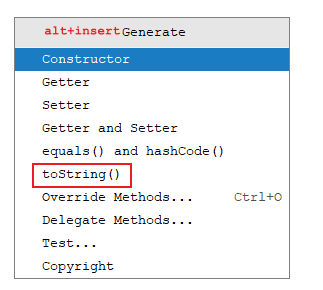 alt+insert Generate
Constructor
Getter
Setter
Getter and Setter
equals() and hashCode()
toString()
Override Methods... Ctrl+O
Delegate Methods...
Test...
Copyright